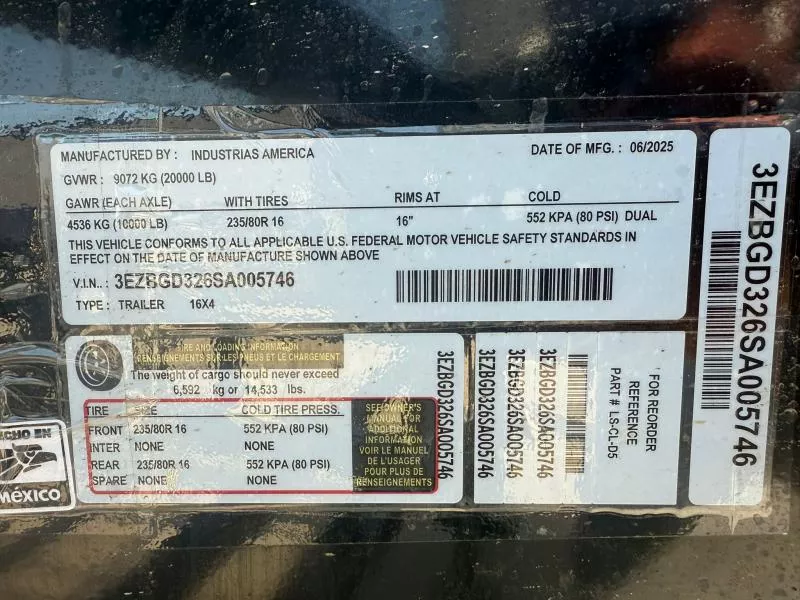 MANUFACTURED BY : INDUSTRIAS AMERICA DATE OF MFG. : 06/2025
GVWR : 9072 KG (20000 LB)
GAWR (EACH AXLE) WITH TIRES RIMS AT COLD
4536 KG (10000 LB) 235/80R 16 16" 552 KPA (80 PSI) DUAL
THIS VEHICLE CONFORMS TO ALL APPLICABLE U.S. FEDERAL MOTOR VEHICLE SAFETY STANDARDS IN
EFFECT ON THE DATE OF MANUFACTURE SHOWN ABOVE
V.I.N.. : 3EZBGD326SA005746
TYPE : TRAILER 16X4
3EZBGD326SA005746
TIRE AND LOADING INFORMATION
RENSEIGNEMENTS SUR LES PNEUS ET LE CHARGEMENT
The weight of cargo should never exceed
6,592 kg or 14,533 lbs.
TIRE SIZE COLD TIRE PRESS.
FRONT 235/80R 16 552 KPA (80 PSI)
INTER NONE NONE
REAR 235/80R 16 552 KPA (80 PSI)
SPARE NONE NONE
SEE OWNER'S
MANUAL FOR
ADDITIONAL
INFORMATION
VOIR LE MANUEL
DE L'USAGER
POUR PLUS DE
RENSEIGNEMENTS
3EZBGD326SA005746
3EZBGD326SA005746
3EZBGD326SA005746
3EZBGD326SA005746
FOR REORDER
REFERENCE
PART # LS-CL-D5
HECHO EN
MÉXICO